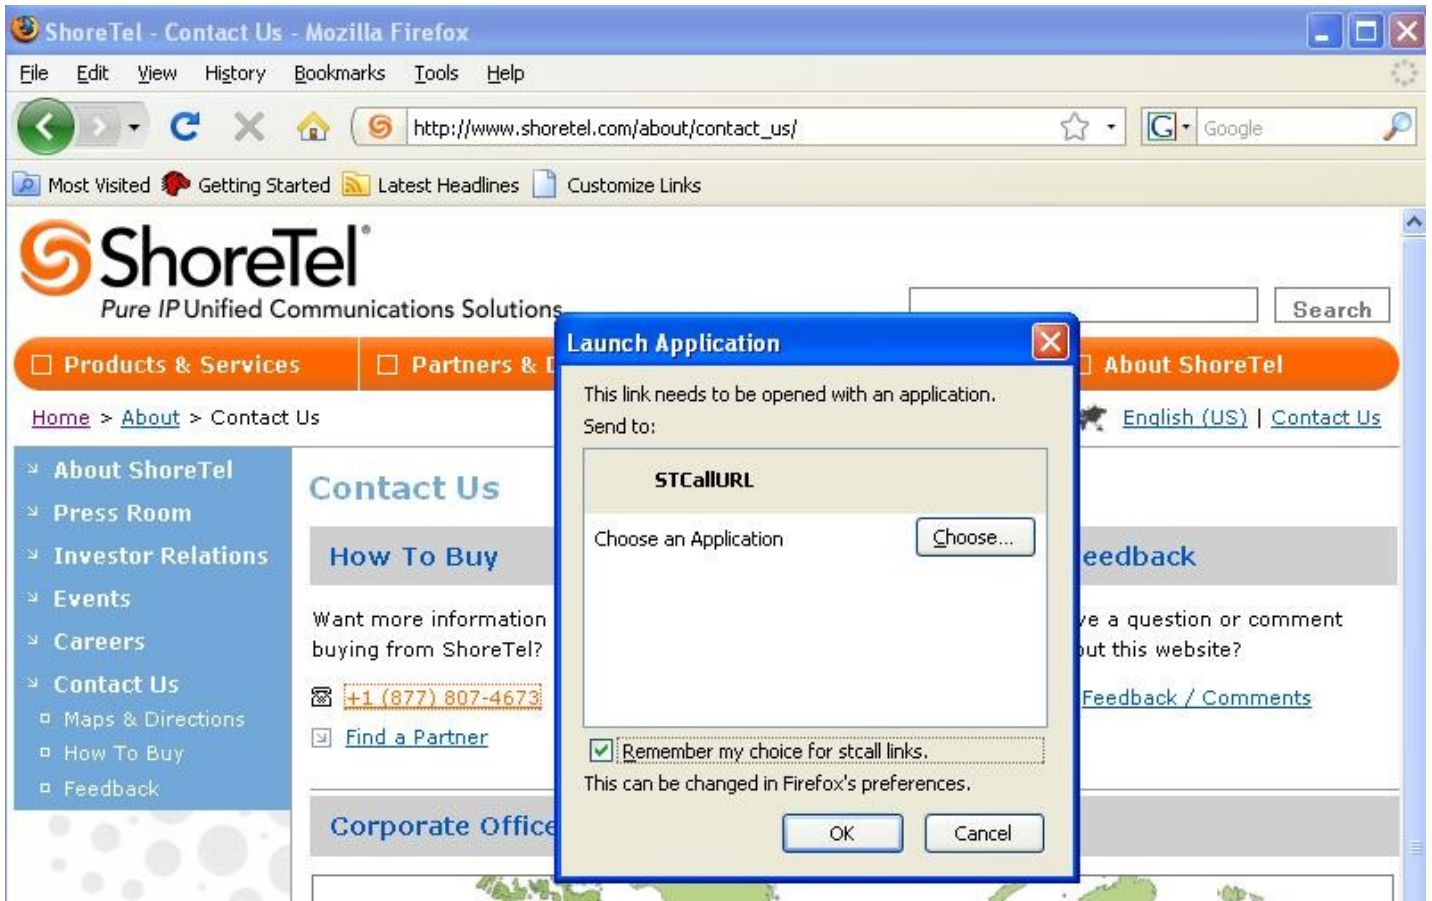 ShoreTel - Contact Us - Mozilla Firefox
File Edit View History Bookmarks Tools Help
http://www.shoretel.com/about/contact_us/
G Google
Most Visited Getting Started Latest Headlines Customize Links
ShoreTel®
Pure IP Unified Communications Solutions
Search
Products & Services Partners & D About ShoreTel
Home > About > Contact Us
English (US) | Contact Us
About ShoreTel
Press Room
Investor Relations
Events
Careers
Contact Us
Maps & Directions
How To Buy
Feedback
Contact Us
How To Buy
Want more information
buying from ShoreTel?
+1 (877) 807-4673
Find a Partner
Corporate Office
Launch Application
This link needs to be opened with an application.
Send to:
STCallURL
Choose an Application Choose...
Remember my choice for stcall links.
This can be changed in Firefox's preferences.
OK Cancel
eedback
ve a question or comment
out this website?
Feedback / Comments